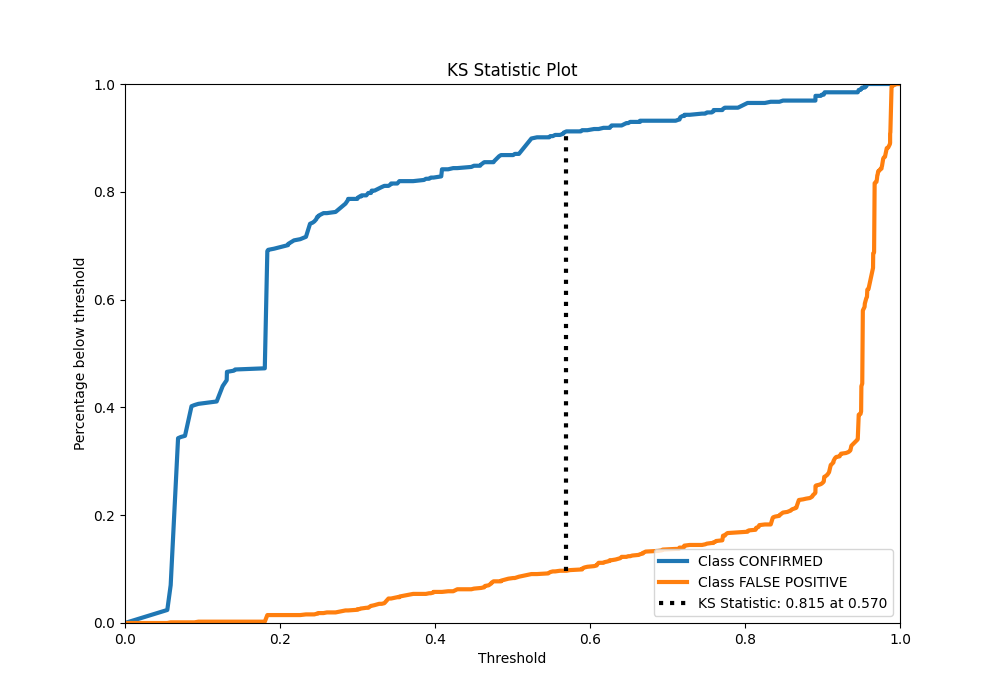 KS Statistic Plot
1.0
0.8
0.6
0.4
0.2
0.0
Percentage below threshold
0.0 0.2 0.4 0.6 0.8 1.0
Threshold
Class CONFIRMED
Class FALSE POSITIVE
KS Statistic: 0.815 at 0.570